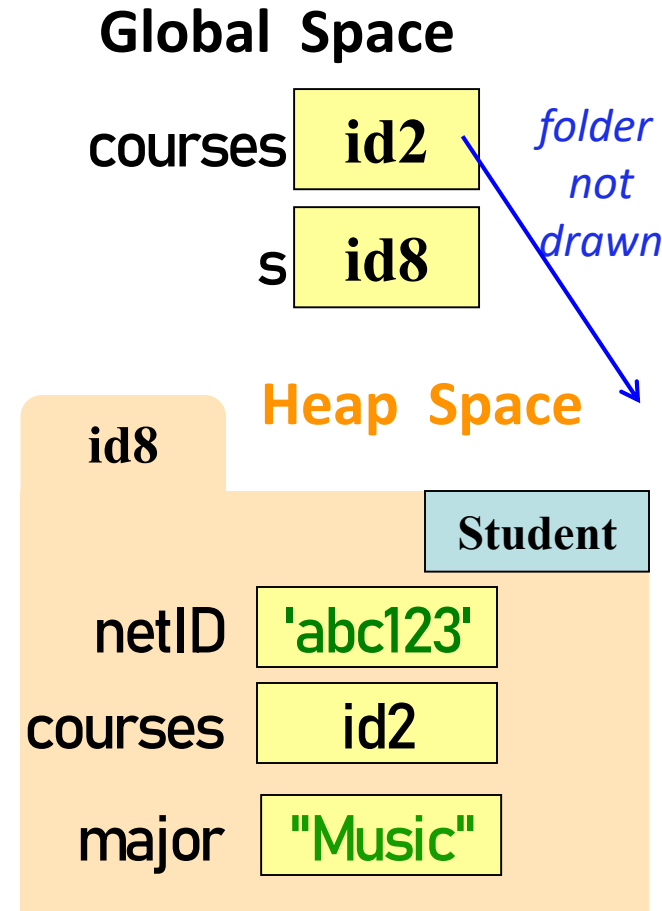 Global Space
courses id2
folder
not
drawn
s id8
Heap Space
id8
Student
netID 'abc123'
courses id2
major "Music"